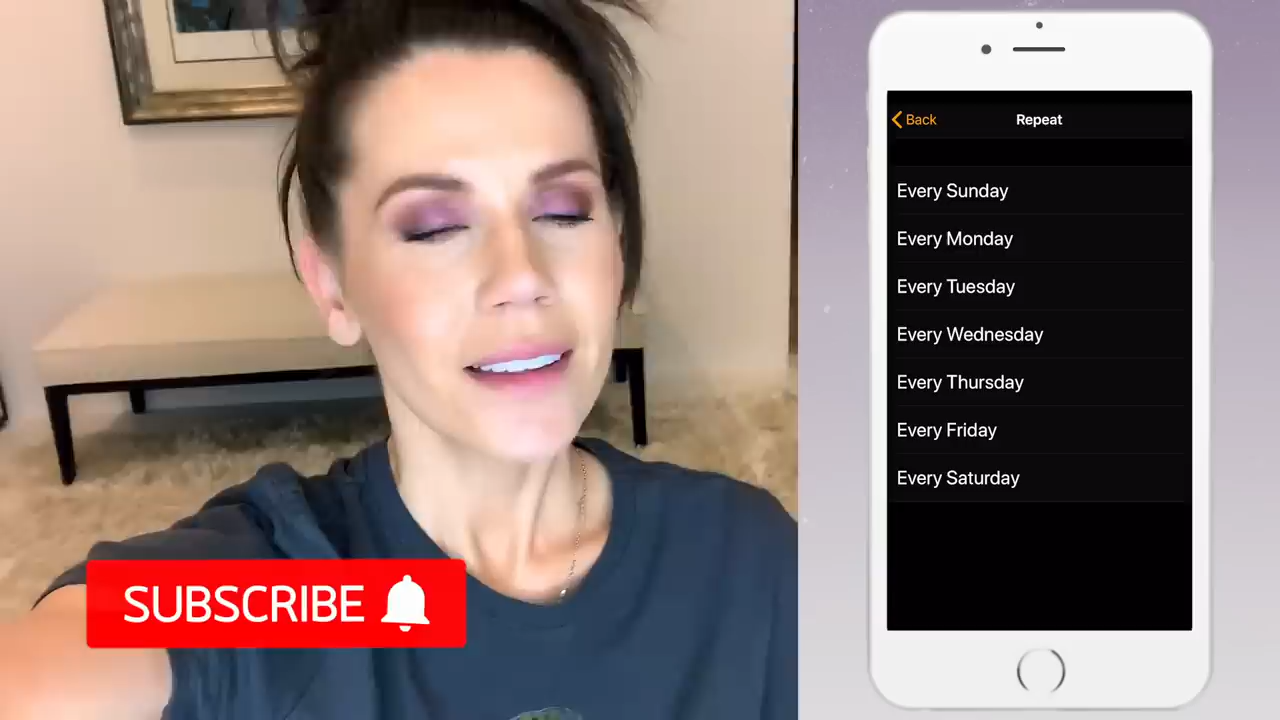 SUBSCRIBE
Back
Repeat
Every Sunday
Every Monday
Every Tuesday
Every Wednesday
Every Thursday
Every Friday
Every Saturday